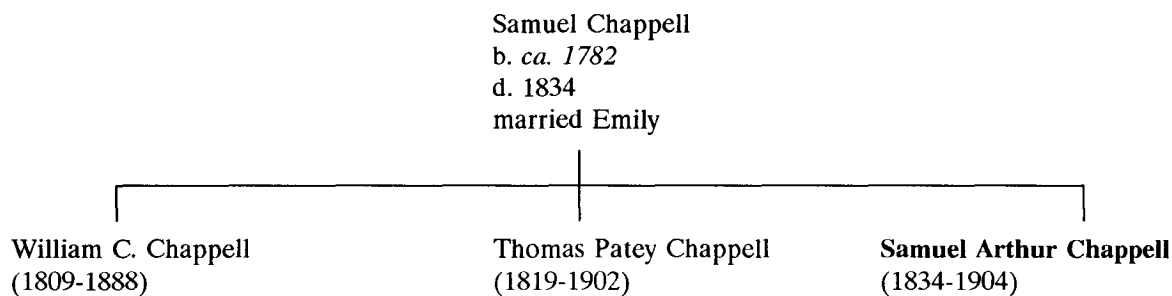 Samuel Chappell
b. ca. 1782
d. 1834
married Emily
William C. Chappell
(1809-1888)
Thomas Patey Chappell
(1819-1902)
Samuel Arthur Chappell
(1834-1904)